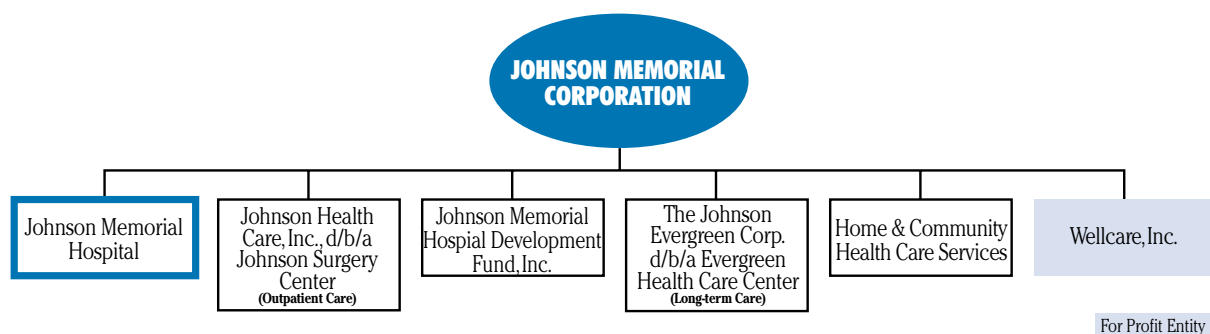 JOHNSON MEMORIAL
CORPORATION
Johnson Memorial
Hospital
Johnson Health
Care, Inc., d/b/a
Johnson Surgery
Center
(Outpatient Care)
Johnson Memorial
Hospial Development
Fund, Inc.
The Johnson
Evergreen Corp.
d/b/a Evergreen
Health Care Center
(Long-term Care)
Home & Community
Health Care Services
Wellcare, Inc.
For Profit Entity